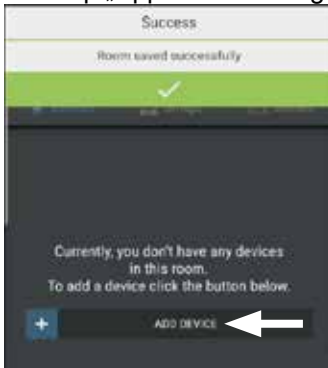 Success
Room saved successfully
Currently, you don't have any devices
in this room.
To add a device click the button below.
+ ADD DEVICE